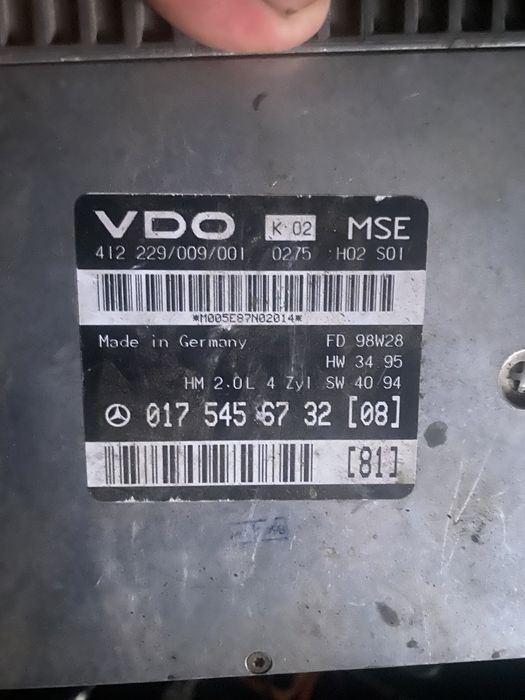 VDO K 02 MSE
412 229/009/001 0275 H02 S01
*M005E87N02014*
Made in Germany FD 98W28
HW 34 95
HM 2.0L 4 Zyl SW 40/94
017 545 67 32 [08]
[81]